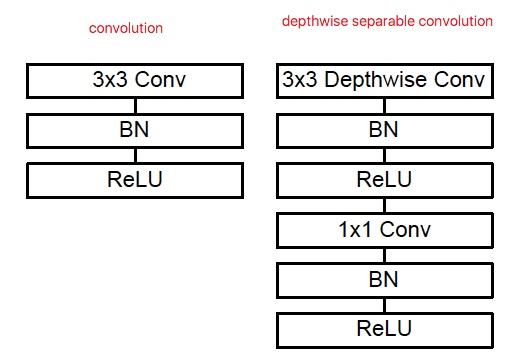 convolution
3x3 Conv
BN
ReLU
depthwise separable convolution
3x3 Depthwise Conv
BN
ReLU
1x1 Conv
BN
ReLU